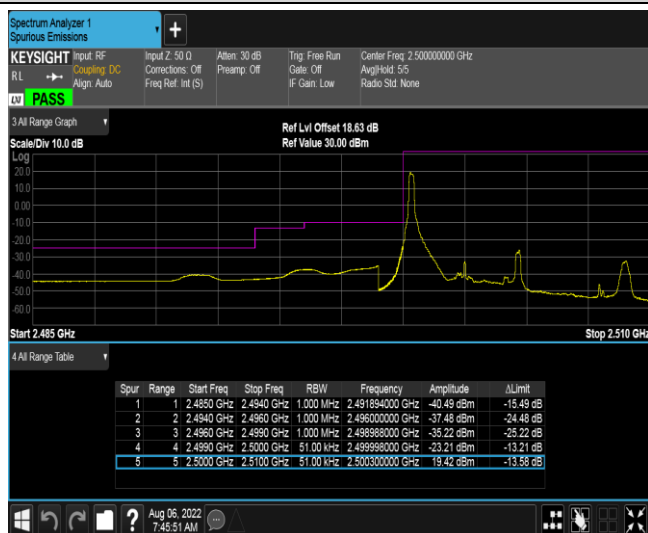 Spectrum Analyzer 1
Spurious Emissions
+
KEYSIGHT Input: RF Input Z: 50 Ω Atten: 30 dB Trig: Free Run Center Freq: 2.500000000 GHz
RL Coupling: DC Corrections: Off Preamp: Off Gate: Off Avg|Hold: 5/5
Align: Auto Freq Ref: Int (S) IF Gain: Low Radio Std: None
LXI PASS
3 All Range Graph
Ref Lvl Offset 18.63 dB
Scale/Div 10.0 dB Ref Value 30.00 dBm
Log
20.0
10.0
0.00
-10.0
-20.0
-30.0
-40.0
-50.0
-60.0
Start 2.485 GHz Stop 2.510 GHz
4 All Range Table
Spur Range Start Freq Stop Freq RBW Frequency Amplitude ΔLimit
1 1 2.4850 GHz 2.4940 GHz 1.000 MHz 2.491894000 GHz -40.49 dBm -15.49 dB
2 2 2.4940 GHz 2.4960 GHz 1.000 MHz 2.496000000 GHz -37.48 dBm -24.48 dB
3 3 2.4960 GHz 2.4990 GHz 1.000 MHz 2.498988000 GHz -35.22 dBm -25.22 dB
4 4 2.4990 GHz 2.5000 GHz 51.00 kHz 2.499998000 GHz -23.21 dBm -13.21 dB
5 5 2.5000 GHz 2.5100 GHz 51.00 kHz 2.500300000 GHz 19.42 dBm -13.58 dB
? Aug 06, 2022
7:45:51 AM